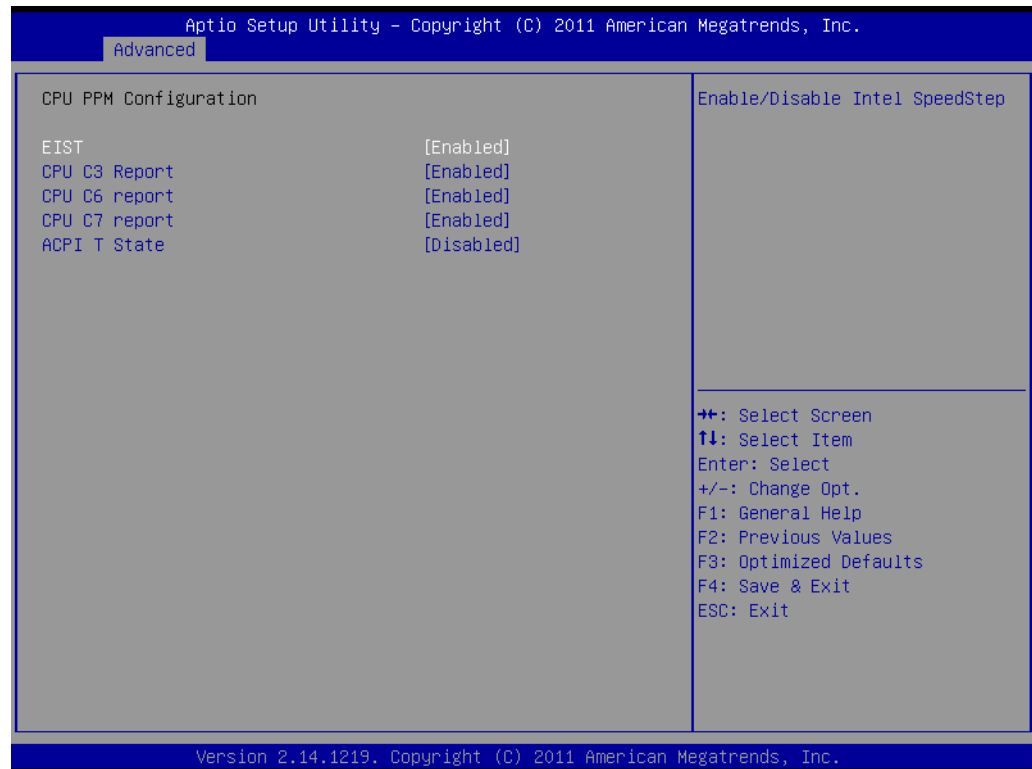 Aptio Setup Utility – Copyright (C) 2011 American Megatrends, Inc.
Advanced
CPU PPM Configuration
EIST [Enabled]
CPU C3 Report [Enabled]
CPU C6 report [Enabled]
CPU C7 report [Enabled]
ACPI T State [Disabled]
Enable/Disable Intel SpeedStep
→←: Select Screen
↑↓: Select Item
Enter: Select
+/-: Change Opt.
F1: General Help
F2: Previous Values
F3: Optimized Defaults
F4: Save & Exit
ESC: Exit
Version 2.14.1219. Copyright (C) 2011 American Megatrends, Inc.